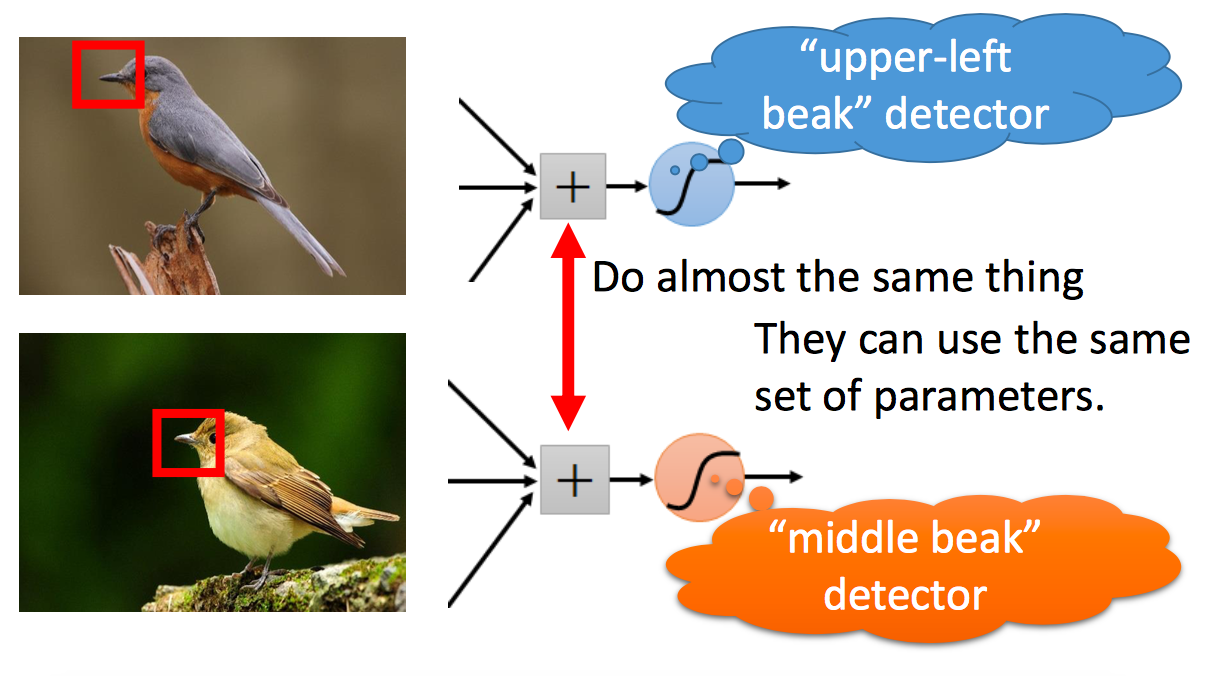 “upper-left
beak” detector
+
Do almost the same thing
They can use the same
set of parameters.
+
“middle beak”
detector